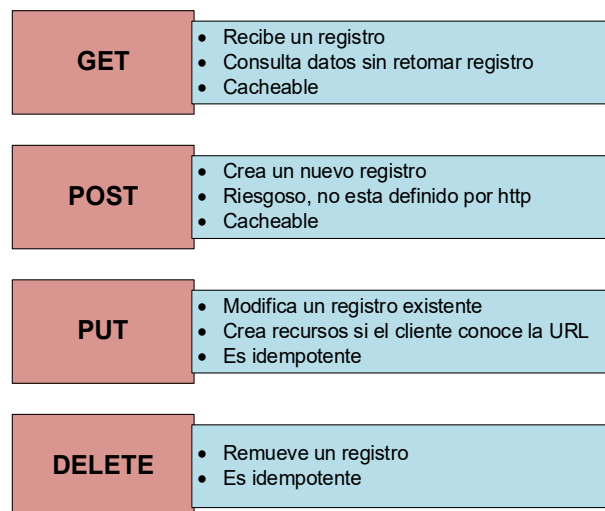 GET
• Recibe un registro
• Consulta datos sin retomar registro
• Cacheable
POST
• Crea un nuevo registro
• Riesgoso, no esta definido por http
• Cacheable
PUT
• Modifica un registro existente
• Crea recursos si el cliente conoce la URL
• Es idempotente
DELETE
• Remueve un registro
• Es idempotente